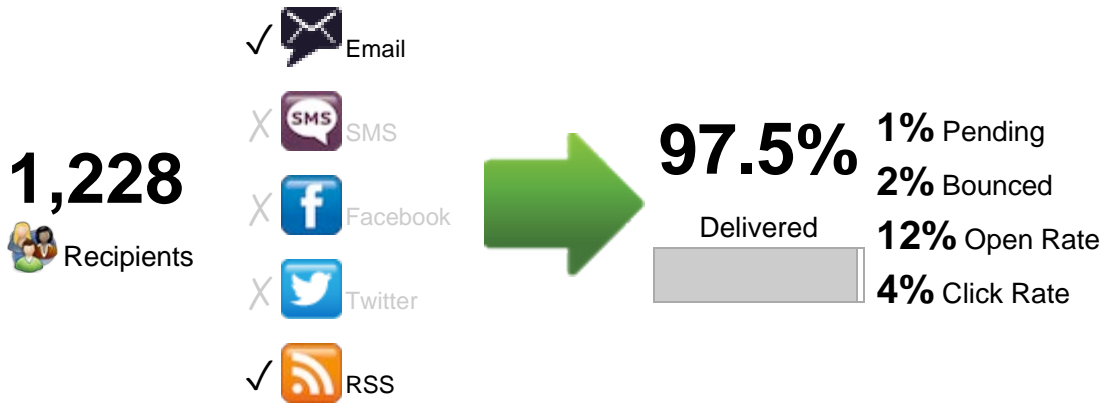 1,228
Recipients
✓ Email
X SMS
SMS
X f Facebook
X Twitter
✓ RSS
97.5%
Delivered
1% Pending
2% Bounced
12% Open Rate
4% Click Rate